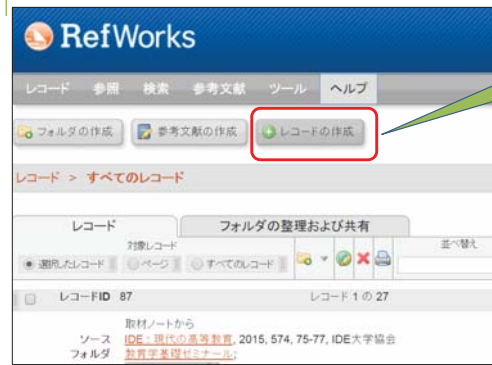 RefWorks
レコード 参照 検索 参考文献 ツール ヘルプ
フォルダの作成 参考文献の作成 レコードの作成
レコード > すべてのレコード
レコード フォルダの整理および共有
対象レコード 並べ替え
選択したレコード ページ すべてのレコード
レコードID 87 レコード 1 の 27
取材ノートから
ソース IDE：現代の高等教育, 2015, 574, 75-77, IDE大学協会
フォルダ 教育学基礎ゼミナール;